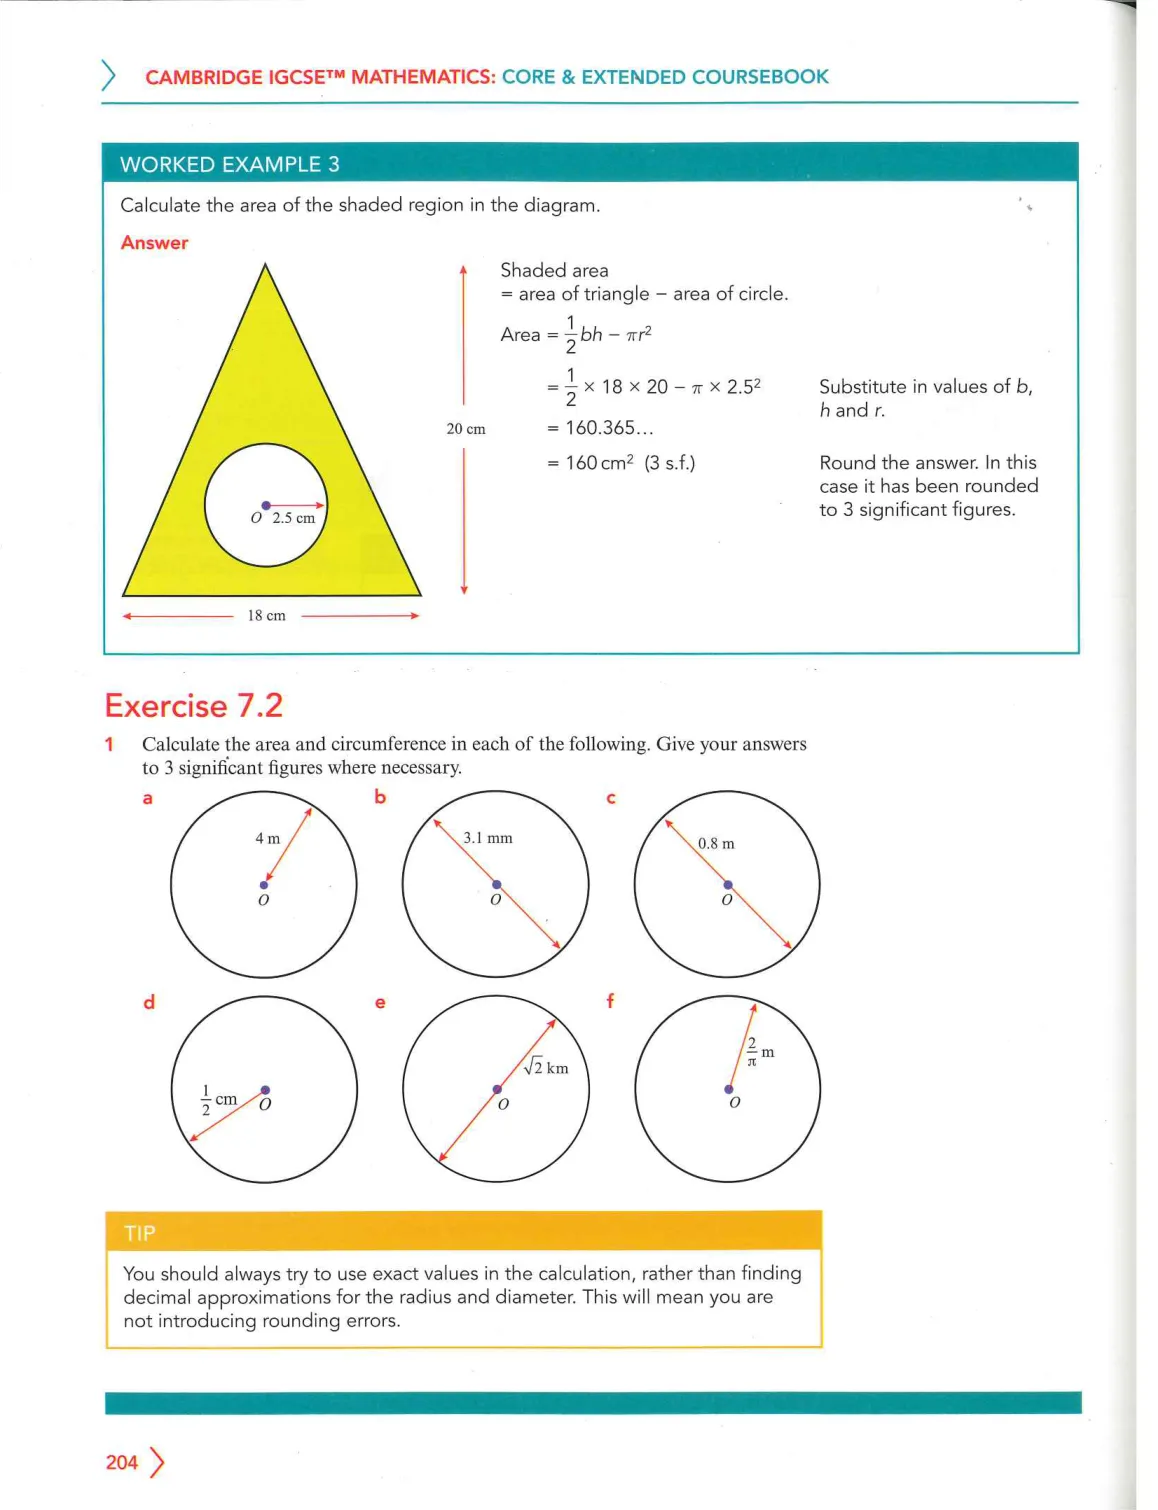 CAMBRIDGE IGCSE™ MATHEMATICS: CORE & EXTENDED COURSEBOOK
WORKED EXAMPLE 3
Calculate the area of the shaded region in the diagram.
Answer
O 2.5 cm
18 cm
20 cm
Shaded area
= area of triangle − area of circle.
Area = 1/2 bh − πr²
= 1/2 × 18 × 20 − π × 2.5²
= 160.365...
= 160 cm² (3 s.f.)
Substitute in values of b,
h and r.
Round the answer. In this
case it has been rounded
to 3 significant figures.
Exercise 7.2
1 Calculate the area and circumference in each of the following. Give your answers
to 3 significant figures where necessary.
a
4 m
O
b
3.1 mm
O
c
0.8 m
O
d
1/2 cm
O
e
√2 km
O
f
2/π m
O
TIP
You should always try to use exact values in the calculation, rather than finding
decimal approximations for the radius and diameter. This will mean you are
not introducing rounding errors.
204